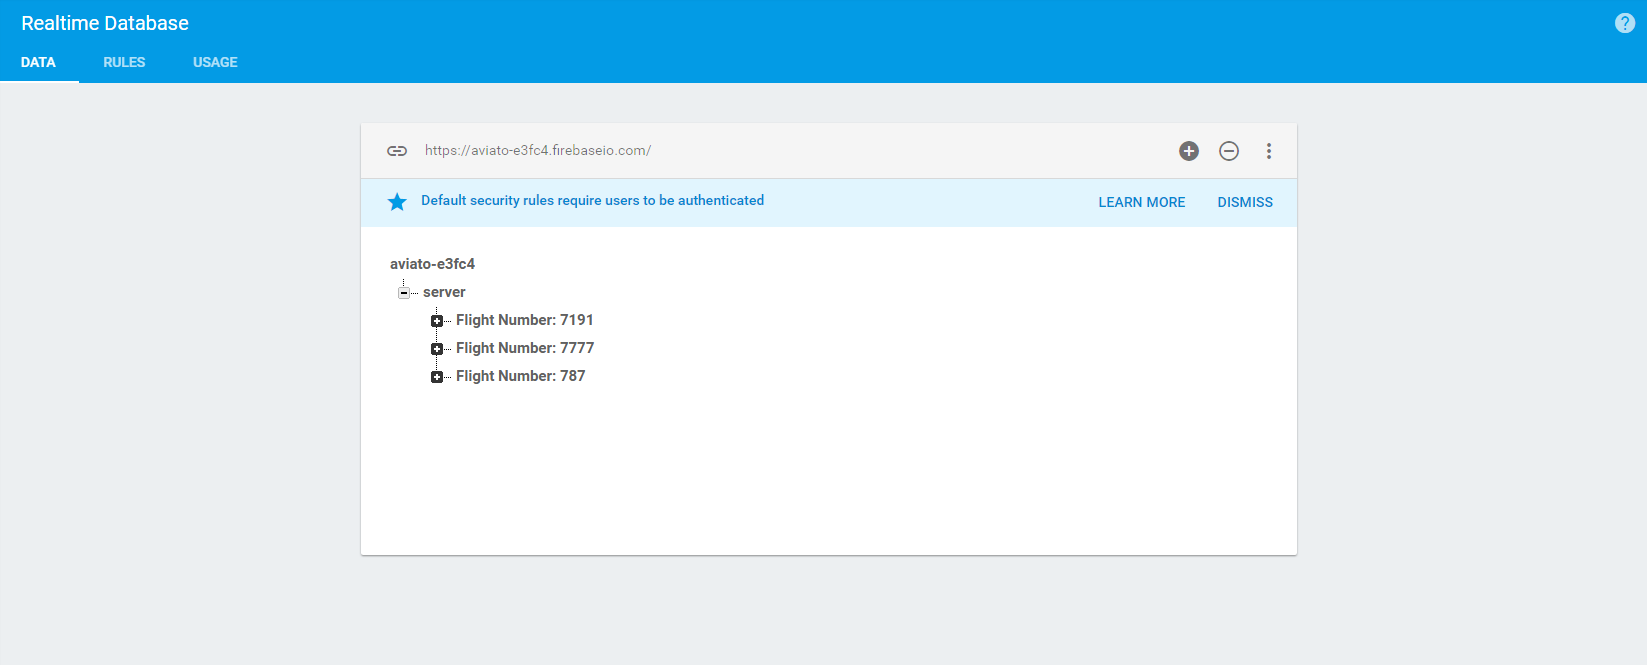 Realtime Database
?
DATA RULES USAGE
https://aviato-e3fc4.firebaseio.com/
Default security rules require users to be authenticated LEARN MORE DISMISS
aviato-e3fc4
server
Flight Number: 7191
Flight Number: 7777
Flight Number: 787